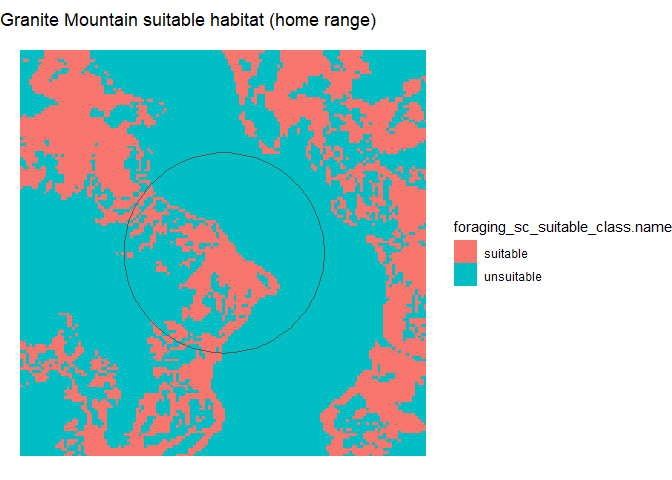 Granite Mountain suitable habitat (home range)
foraging_sc_suitable_class.name
suitable
unsuitable